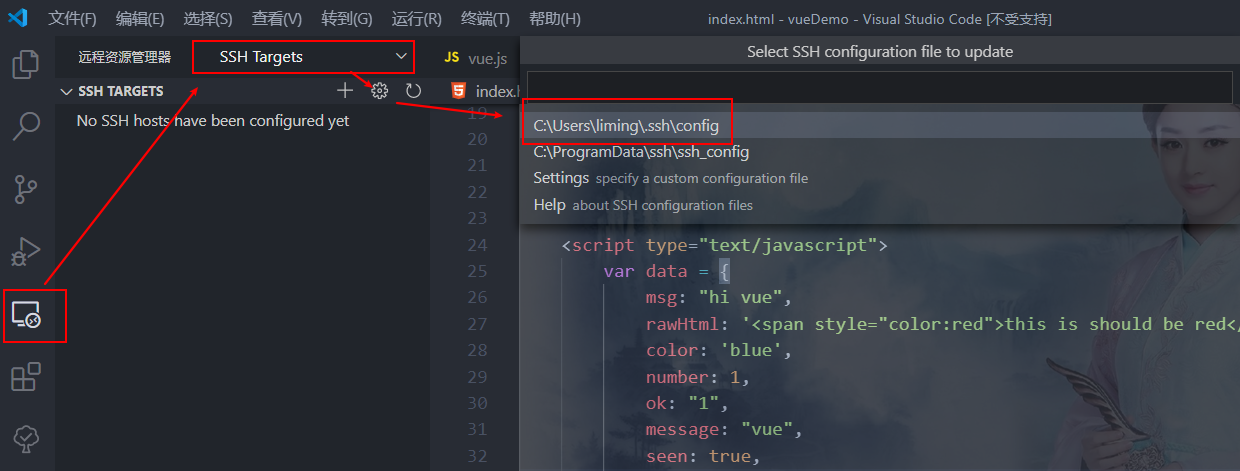 文件(F) 编辑(E) 选择(S) 查看(V) 转到(G) 运行(R) 终端(T) 帮助(H) index.html - vueDemo - Visual Studio Code [不受支持]
远程资源管理器 SSH Targets
JS vue.js
Select SSH configuration file to update
SSH TARGETS
No SSH hosts have been configured yet
C:\Users\liming\.ssh\config
C:\ProgramData\ssh\ssh_config
Settings specify a custom configuration file
Help about SSH configuration files
19
20
21
22
23
24 <script type="text/javascript">
25 var data = {
26 msg: "hi vue",
27 rawHtml: '<span style="color:red">this is should be red<
28 color: 'blue',
29 number: 1,
30 ok: "1",
31 message: "vue",
32 seen: true,